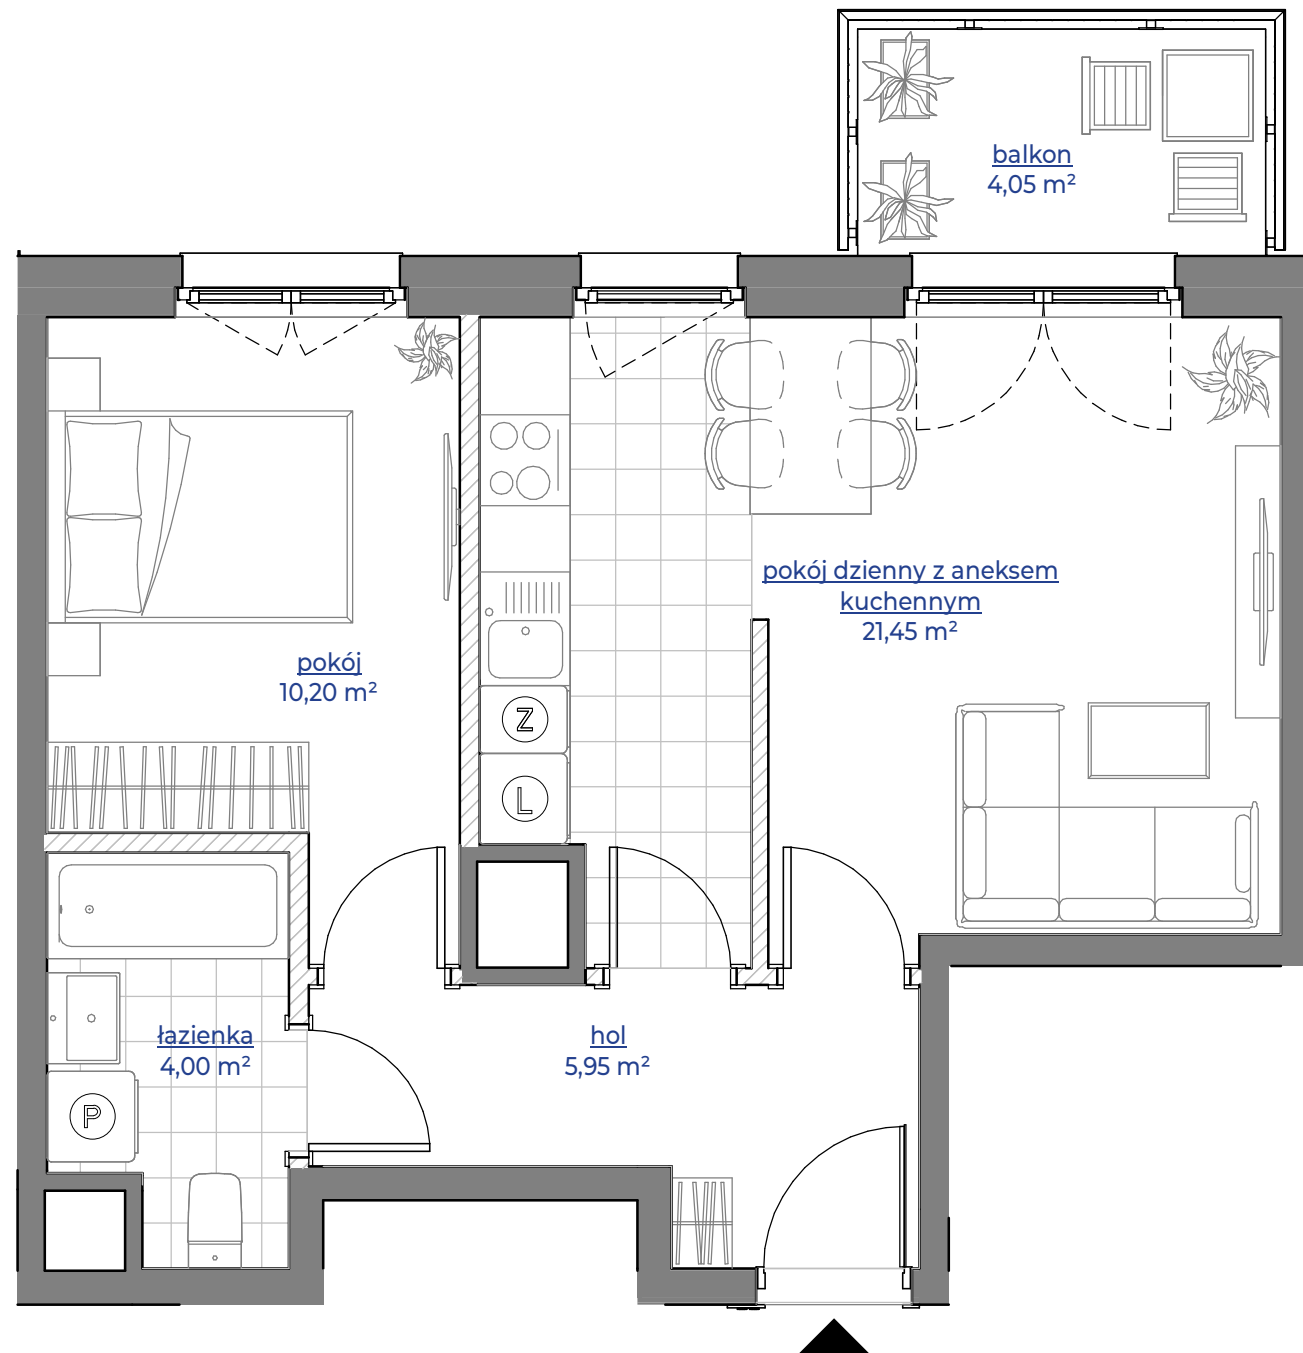 balkon
4,05 m²
pokój dzienny z aneksem
kuchennym
21,45 m²
pokój
10,20 m²
Z
L
łazienka
4,00 m²
hol
5,95 m²
P